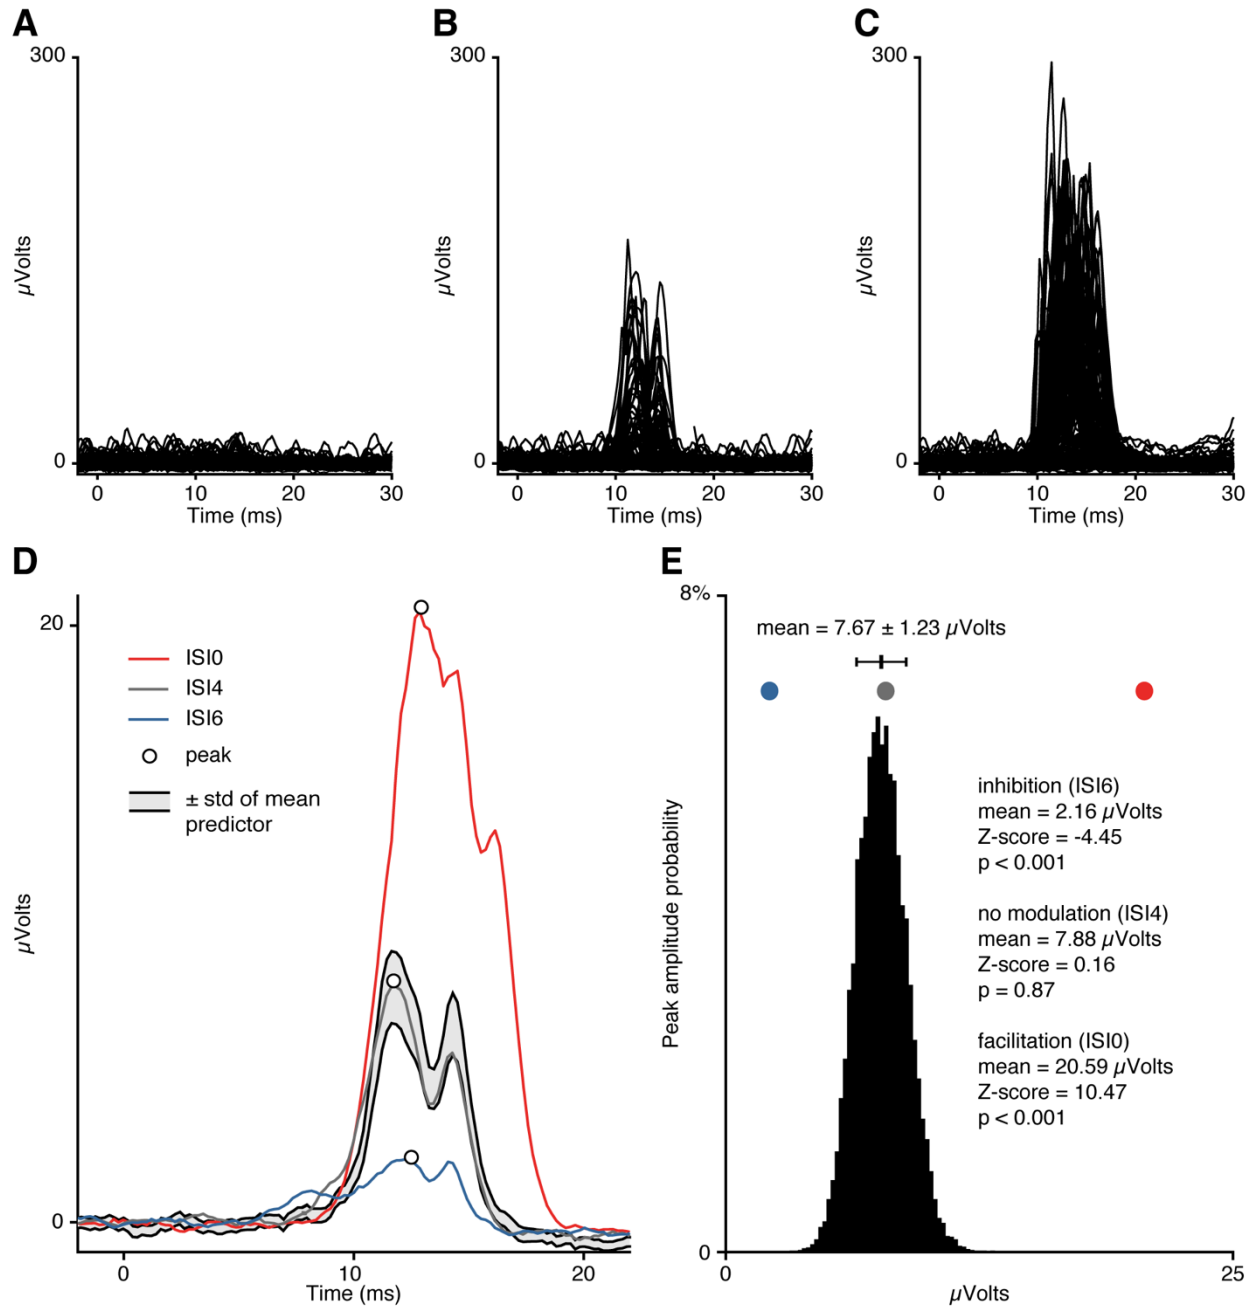 A
300
0
µVolts
0
10
20
30
Time (ms)
B
300
0
µVolts
0
10
20
30
Time (ms)
C
300
0
µVolts
0
10
20
30
Time (ms)
D
20
0
µVolts
ISI0
ISI4
ISI6
peak
± std of mean
predictor
0
10
20
Time (ms)
E
8%
0
Peak amplitude probability
mean = 7.67 ± 1.23 µVolts
inhibition (ISI6)
mean = 2.16 µVolts
Z-score = -4.45
p < 0.001
no modulation (ISI4)
mean = 7.88 µVolts
Z-score = 0.16
p = 0.87
facilitation (ISI0)
mean = 20.59 µVolts
Z-score = 10.47
p < 0.001
0
25
µVolts